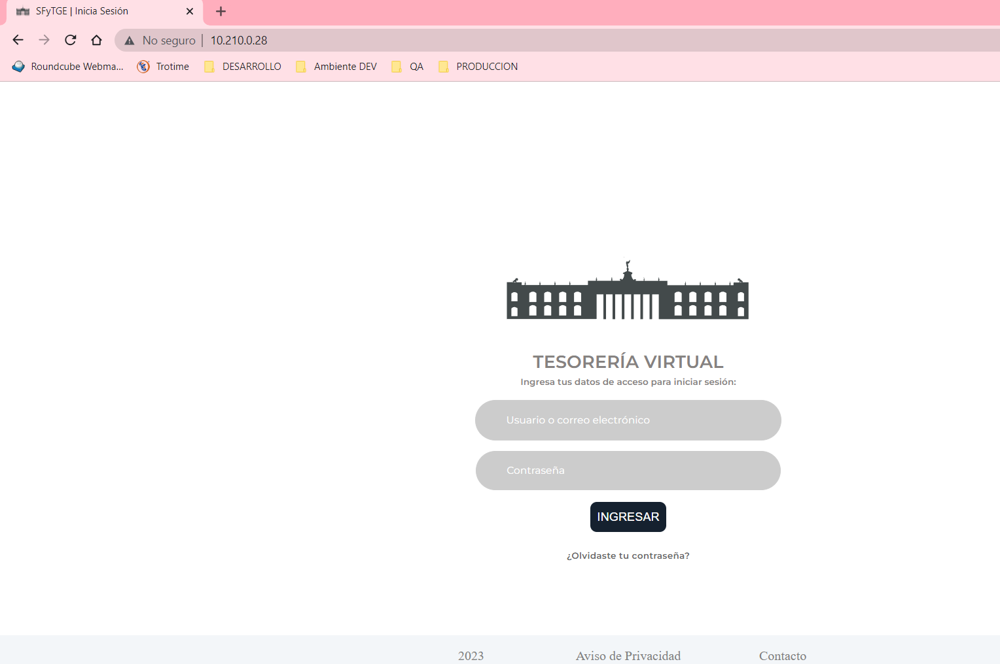 SFyTGE | Inicia Sesión
No seguro | 10.210.0.28
Roundcube Webma... Trotime DESARROLLO Ambiente DEV QA PRODUCCION
TESORERÍA VIRTUAL
Ingresa tus datos de acceso para iniciar sesión:
Usuario o correo electrónico
Contraseña
INGRESAR
¿Olvidaste tu contraseña?
2023 Aviso de Privacidad Contacto